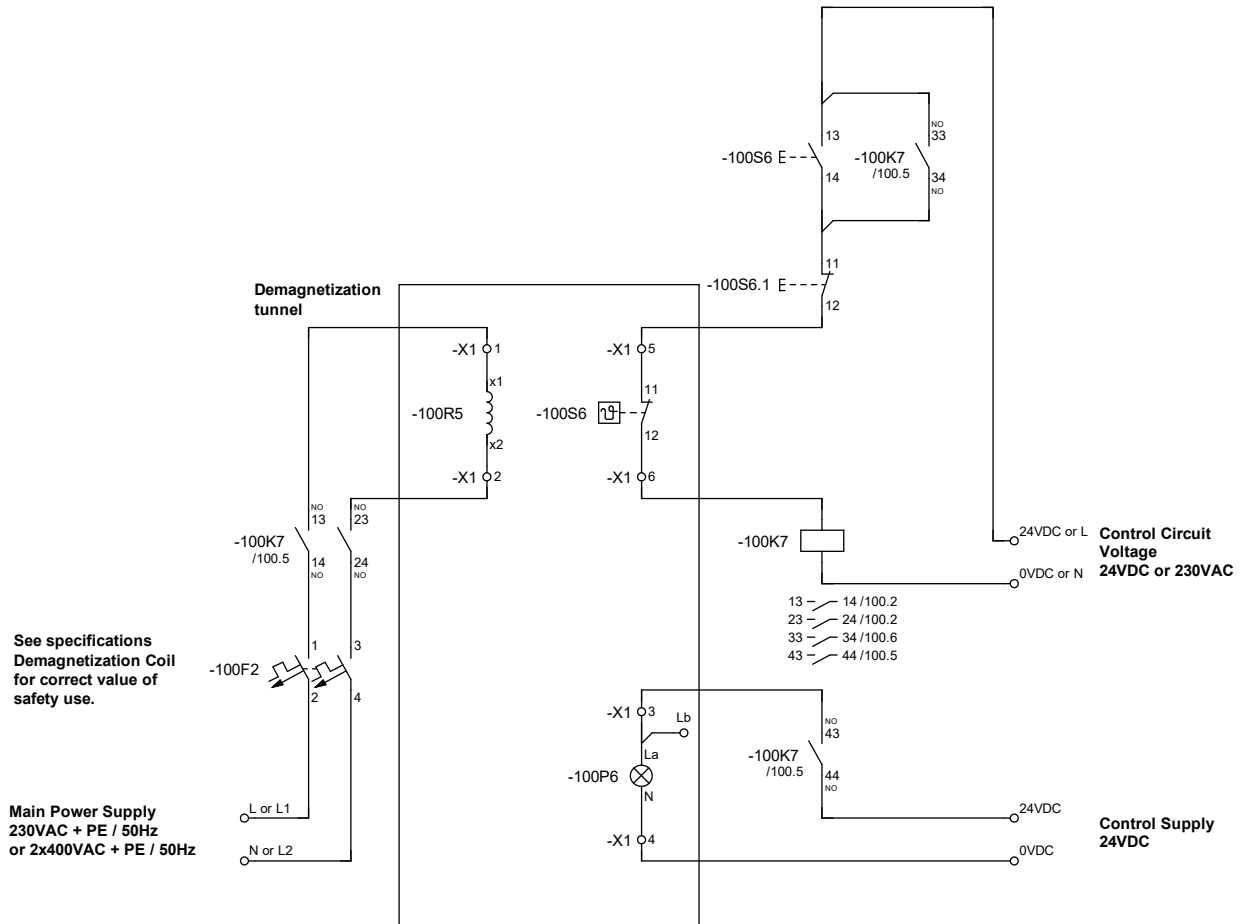 13
-100S6
14
NO
33
-100K7
/100.5
34
NO
11
-100S6.1
12
Demagnetization
tunnel
-X1 1
x1
-100R5
x2
-X1 2
-X1 5
11
-100S6
12
-X1 6
NO
13
NO
23
-100K7
/100.5
14
NO
24
NO
-100K7
24VDC or L
0VDC or N
Control Circuit
Voltage
24VDC or 230VAC
13 14 /100.2
23 24 /100.2
33 34 /100.6
43 44 /100.5
See specifications
Demagnetization Coil
for correct value of
safety use.
-100F2
1
3
2
4
-X1 3
Lb
La
-100P6
N
-X1 4
NO
43
-100K7
/100.5
44
NO
Main Power Supply
230VAC + PE / 50Hz
or 2x400VAC + PE / 50Hz
L or L1
N or L2
24VDC
0VDC
Control Supply
24VDC